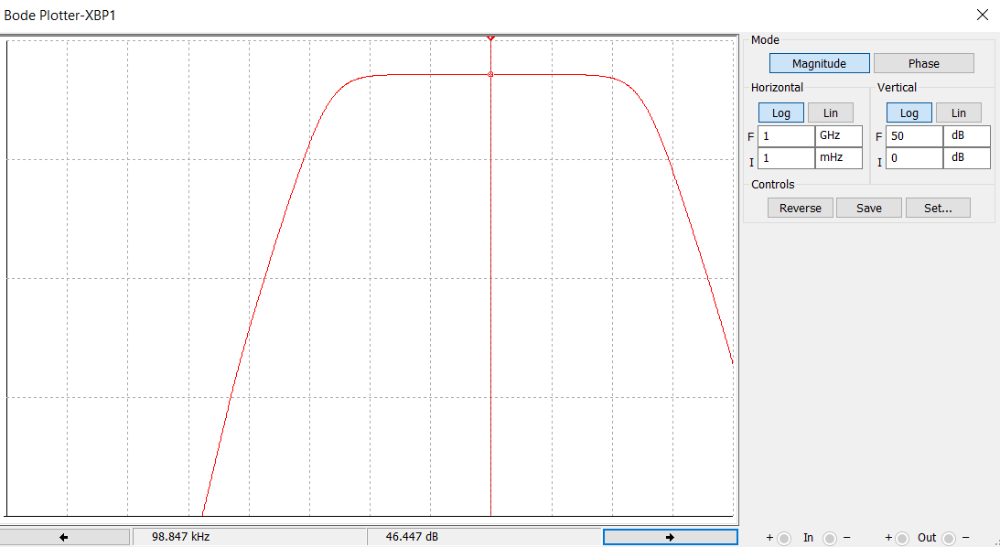 Bode Plotter-XBP1
Mode
Magnitude Phase
Horizontal Vertical
Log Lin Log Lin
F 1 GHz F 50 dB
I 1 mHz I 0 dB
Controls
Reverse Save Set...
98.847 kHz 46.447 dB + In − + Out −